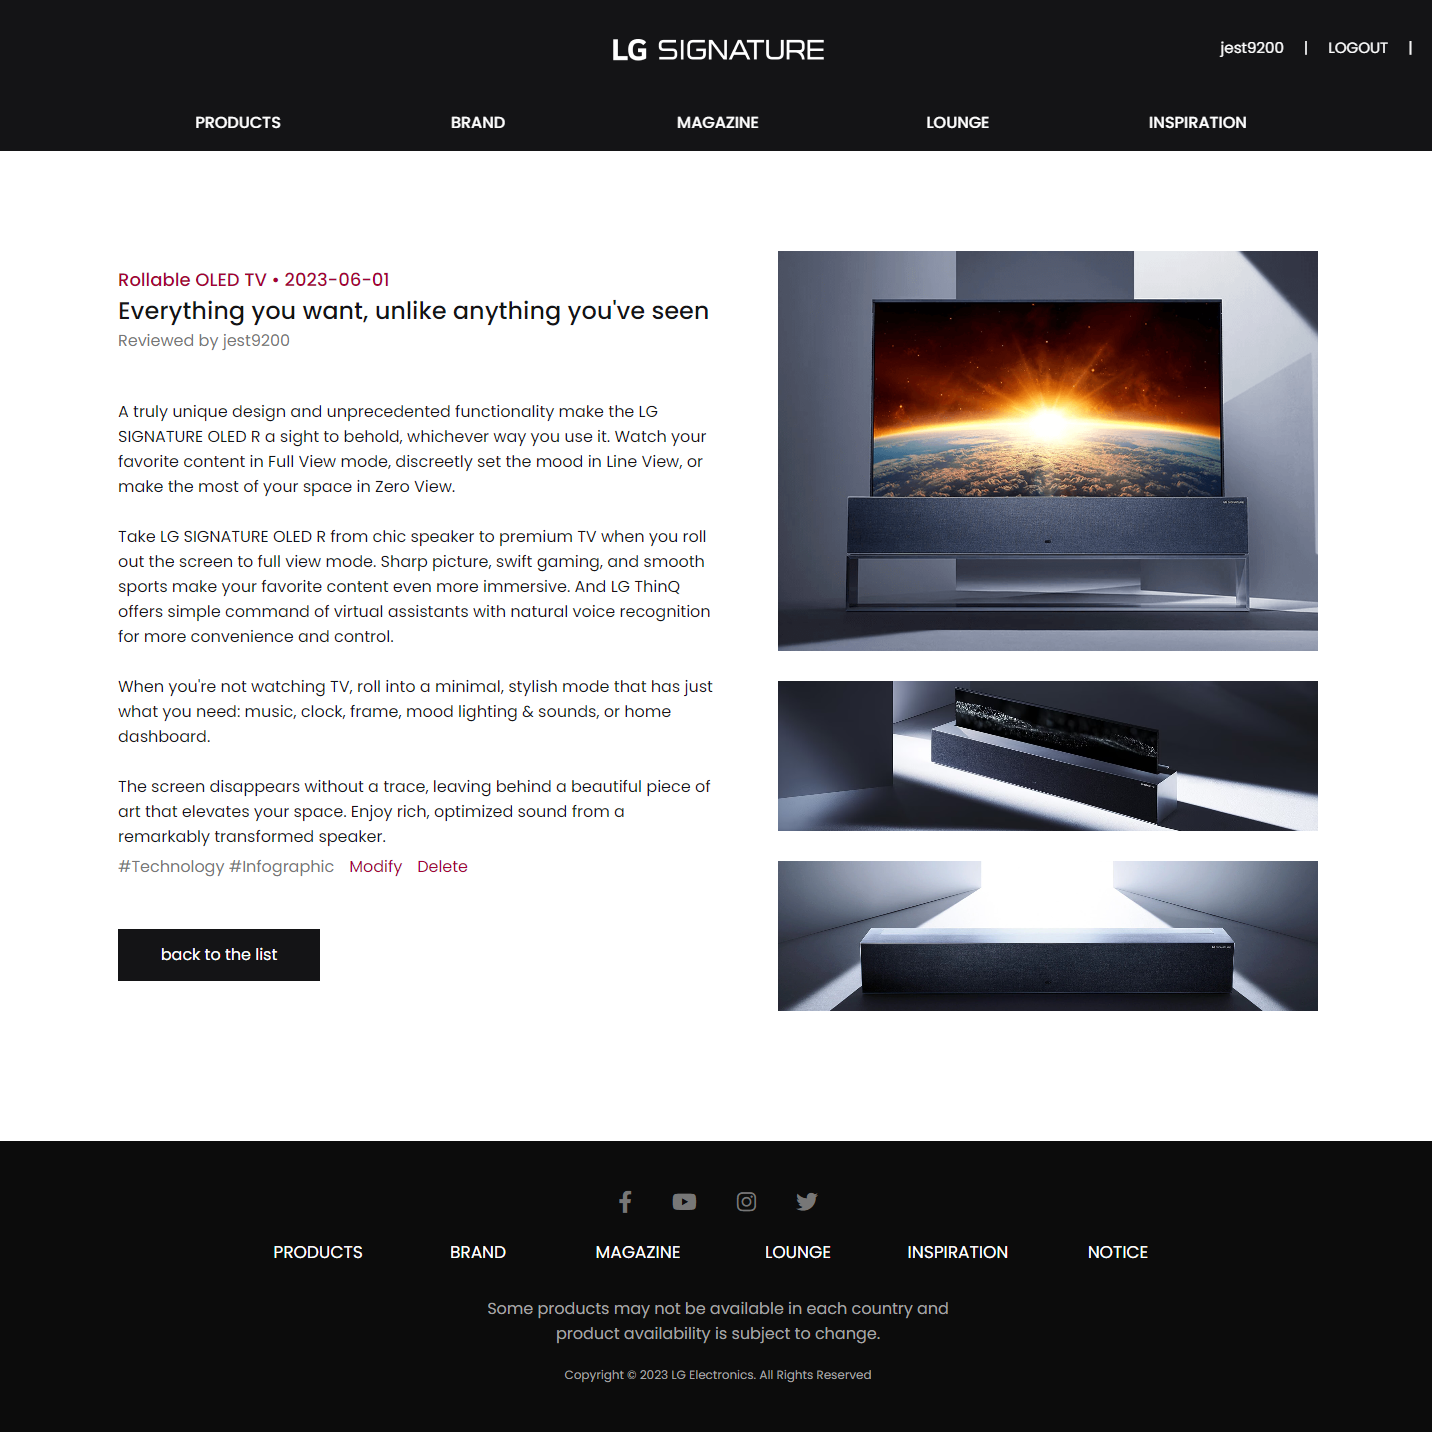 LG SIGNATURE
jest9200 | LOGOUT |
PRODUCTS BRAND MAGAZINE LOUNGE INSPIRATION
Rollable OLED TV • 2023-06-01
Everything you want, unlike anything you've seen
Reviewed by jest9200
A truly unique design and unprecedented functionality make the LG
SIGNATURE OLED R a sight to behold, whichever way you use it. Watch your
favorite content in Full View mode, discreetly set the mood in Line View, or
make the most of your space in Zero View.
Take LG SIGNATURE OLED R from chic speaker to premium TV when you roll
out the screen to full view mode. Sharp picture, swift gaming, and smooth
sports make your favorite content even more immersive. And LG ThinQ
offers simple command of virtual assistants with natural voice recognition
for more convenience and control.
When you're not watching TV, roll into a minimal, stylish mode that has just
what you need: music, clock, frame, mood lighting & sounds, or home
dashboard.
The screen disappears without a trace, leaving behind a beautiful piece of
art that elevates your space. Enjoy rich, optimized sound from a
remarkably transformed speaker.
#Technology #Infographic Modify Delete
back to the list
LG SIGNATURE
PRODUCTS BRAND MAGAZINE LOUNGE INSPIRATION NOTICE
Some products may not be available in each country and
product availability is subject to change.
Copyright © 2023 LG Electronics. All Rights Reserved